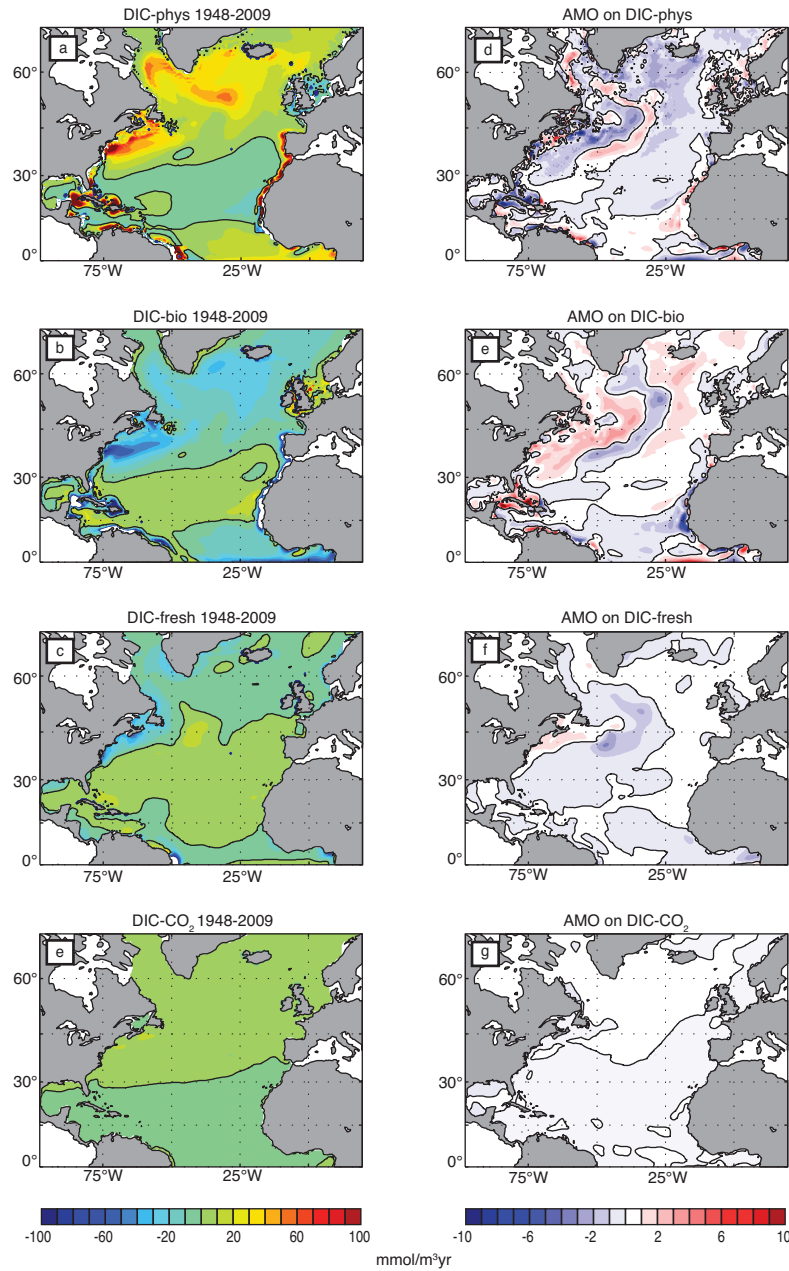 DIC-phys 1948-2009
AMO on DIC-phys
a
d
60°
30°
0°
75°W
25°W
60°
30°
0°
75°W
25°W
DIC-bio 1948-2009
AMO on DIC-bio
b
e
60°
30°
0°
75°W
25°W
60°
30°
0°
75°W
25°W
DIC-fresh 1948-2009
AMO on DIC-fresh
c
f
60°
30°
0°
75°W
25°W
60°
30°
0°
75°W
25°W
DIC-CO₂ 1948-2009
AMO on DIC-CO₂
e
g
60°
30°
0°
75°W
25°W
60°
30°
0°
75°W
25°W
-100 -60 -20 20 60 100
-10 -6 -2 2 6 10
mmol/m³yr